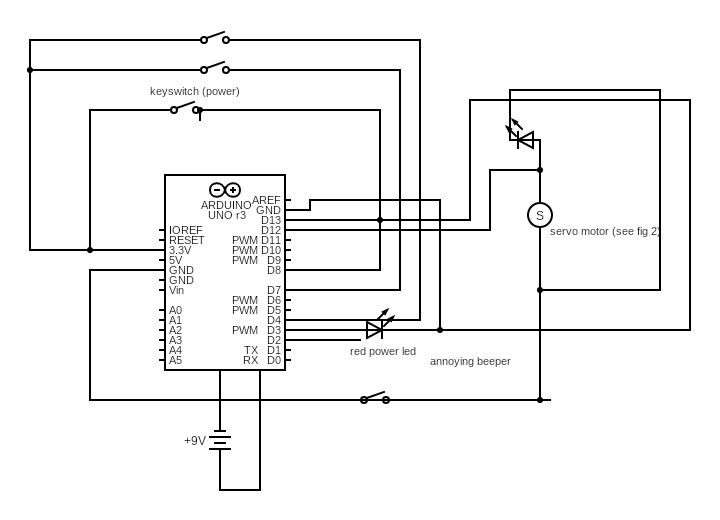 keyswitch (power)
ARDUINO
UNO r3
AREF
GND
D13
IOREF
D12
RESET
PWM D11
3.3V
PWM D10
5V
PWM D9
GND
D8
GND
Vin
D7
PWM D6
A0
PWM D5
A1
D4
A2
PWM D3
A3
D2
A4
TX D1
A5
RX D0
S
servo motor (see fig 2)
red power led
annoying beeper
+9V